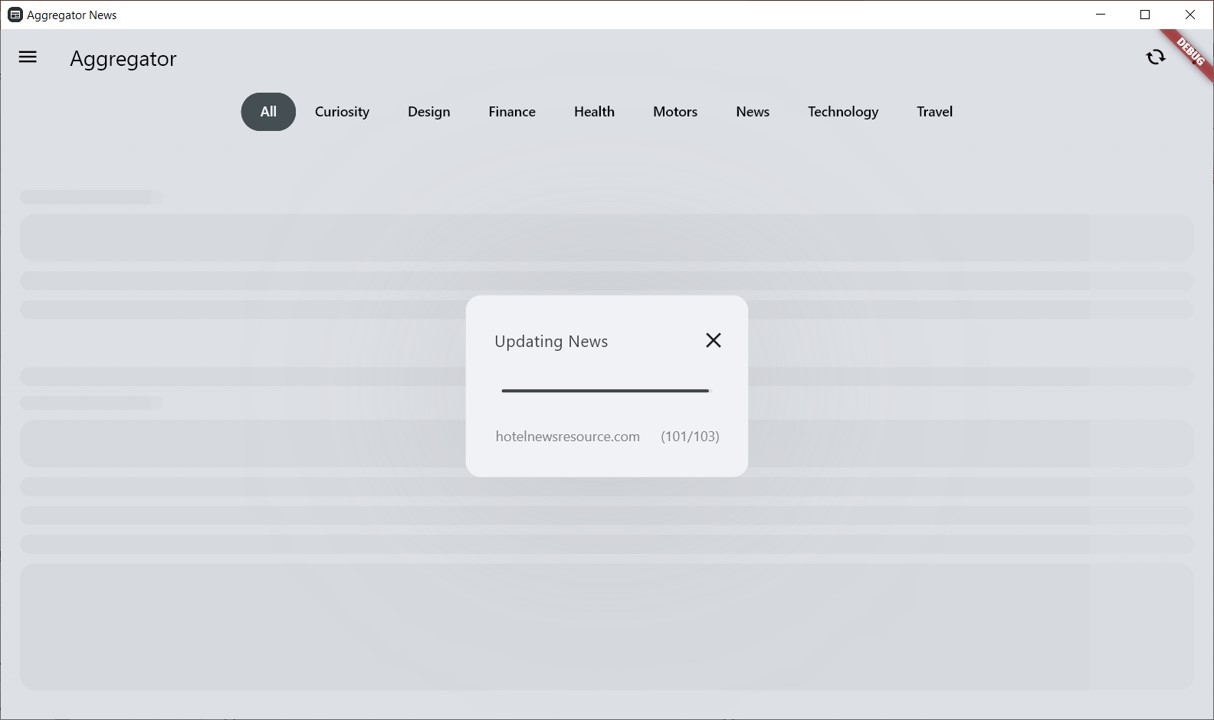 Aggregator News
Aggregator
DEBUG
All Curiosity Design Finance Health Motors News Technology Travel
Updating News
hotelnewsresource.com (101/103)